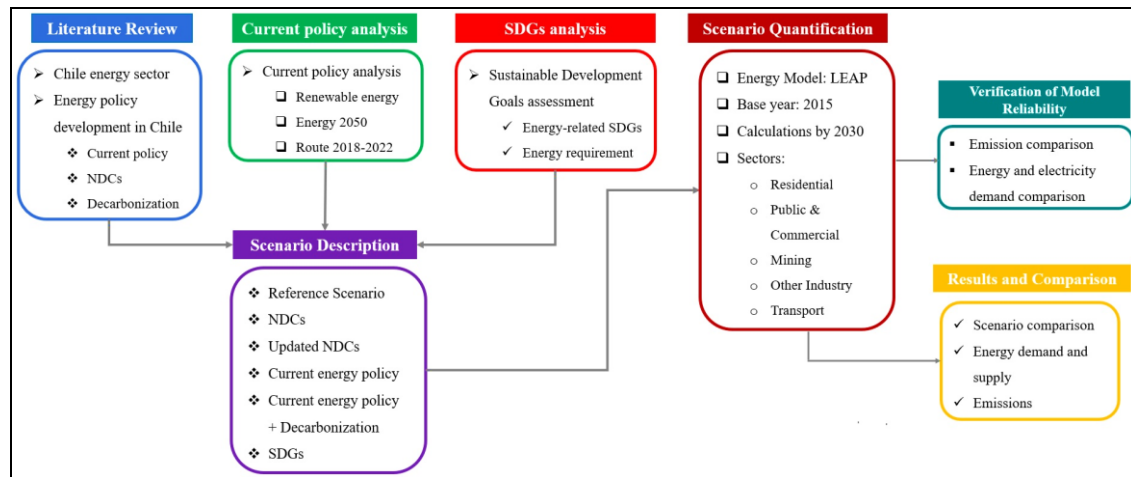 Literature Review
➢ Chile energy sector
➢ Energy policy
development in Chile
❖ Current policy
❖ NDCs
❖ Decarbonization
Current policy analysis
➢ Current policy analysis
❑ Renewable energy
❑ Energy 2050
❑ Route 2018-2022
SDGs analysis
➢ Sustainable Development
Goals assessment
✓ Energy-related SDGs
✓ Energy requirement
Scenario Description
❖ Reference Scenario
❖ NDCs
❖ Updated NDCs
❖ Current energy policy
❖ Current energy policy
+ Decarbonization
❖ SDGs
Scenario Quantification
❑ Energy Model: LEAP
❑ Base year: 2015
❑ Calculations by 2030
❑ Sectors:
o Residential
o Public &
Commercial
o Mining
o Other Industry
o Transport
Verification of Model
Reliability
▪ Emission comparison
▪ Energy and electricity
demand comparison
Results and Comparison
✓ Scenario comparison
✓ Energy demand and
supply
✓ Emissions